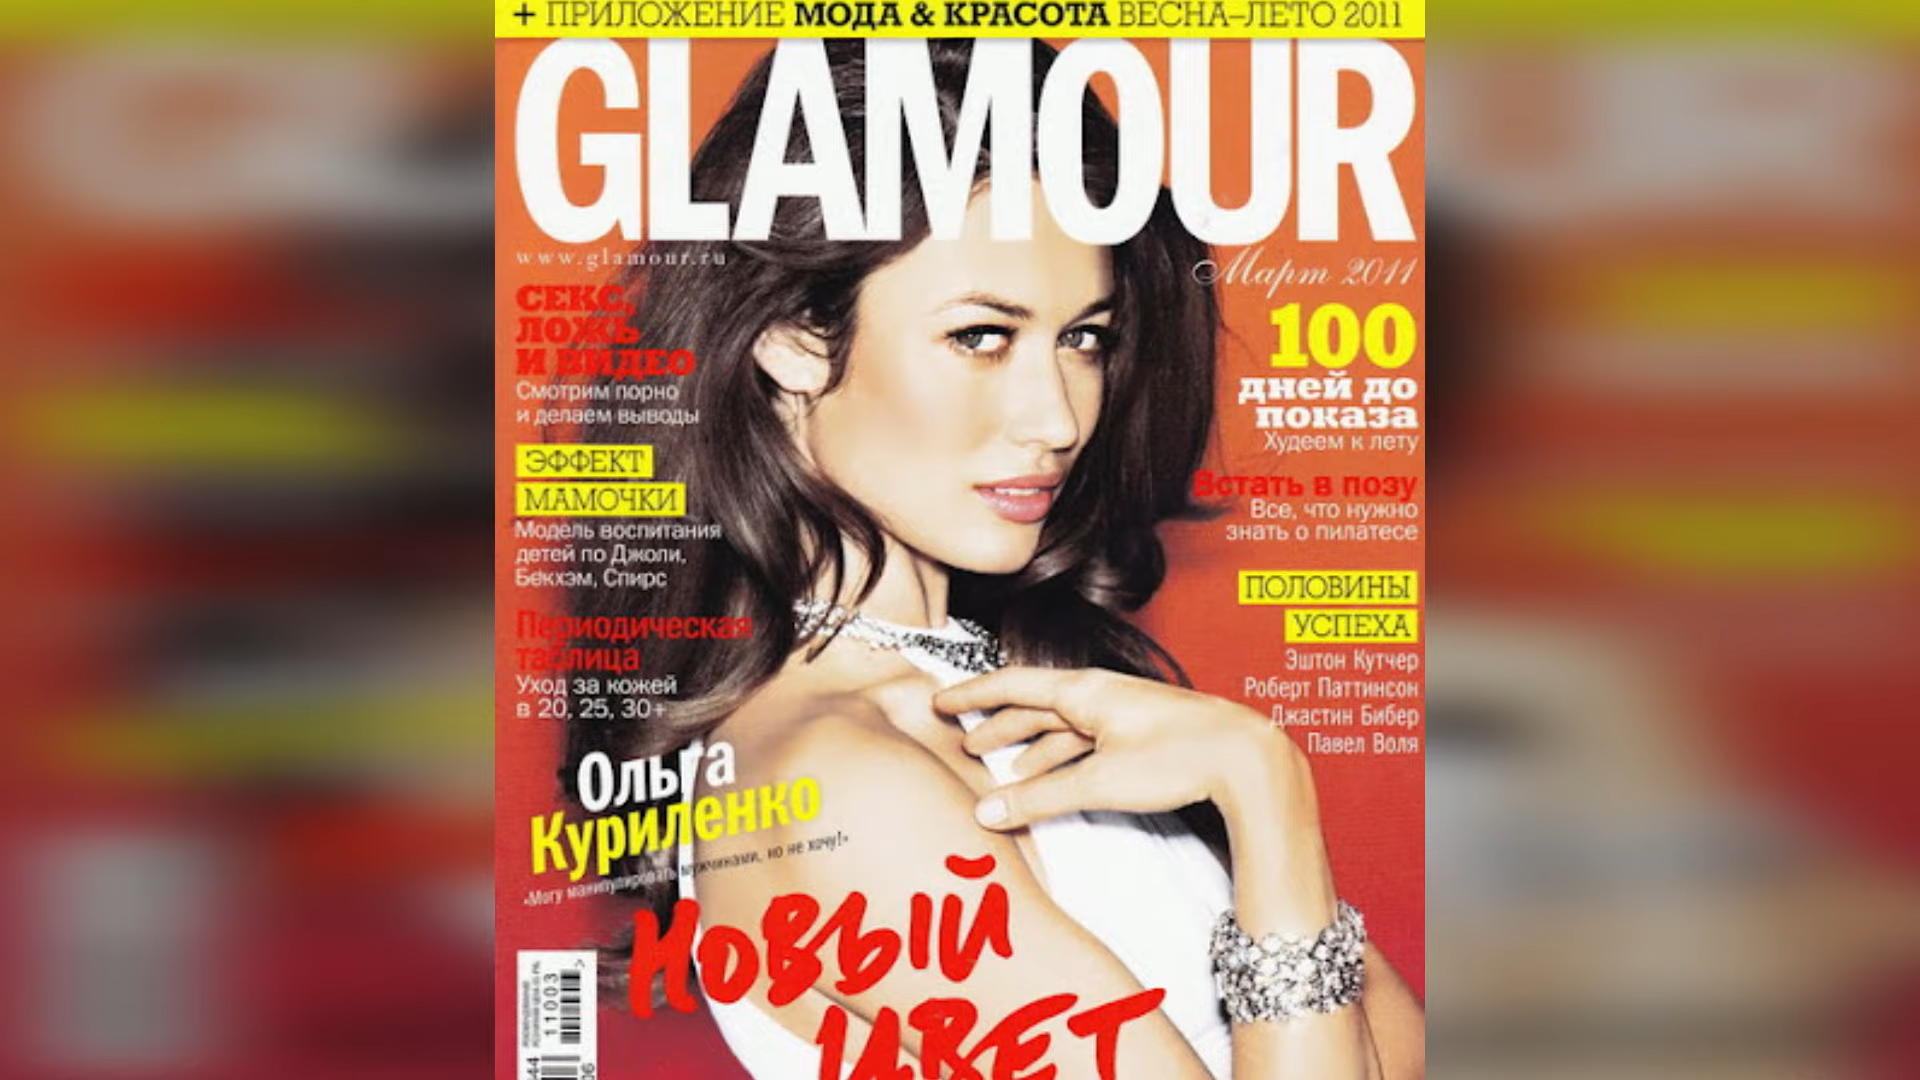 + ПРИЛОЖЕНИЕ МОДА & КРАСОТА ВЕСНА–ЛЕТО 2011
GLAMOUR
www.glamour.ru
Март 2011
СЕКС,
ЛОЖЬ
И ВИДЕО
Смотрим порно
и делаем выводы
ЭФФЕКТ
МАМОЧКИ
Модель воспитания
детей по Джоли,
Бекхэм, Спирс
Периодическая
таблица
Уход за кожей
в 20, 25, 30+
100
дней до
показа
Худеем к лету
Встать в позу
Все, что нужно
знать о пилатесе
ПОЛОВИНЫ
УСПЕХА
Эштон Кутчер
Роберт Паттинсон
Джастин Бибер
Павел Воля
Ольга
Куриленко
«Могу манипулировать мужчинами, но не хочу!»
Новый
цвет
11003